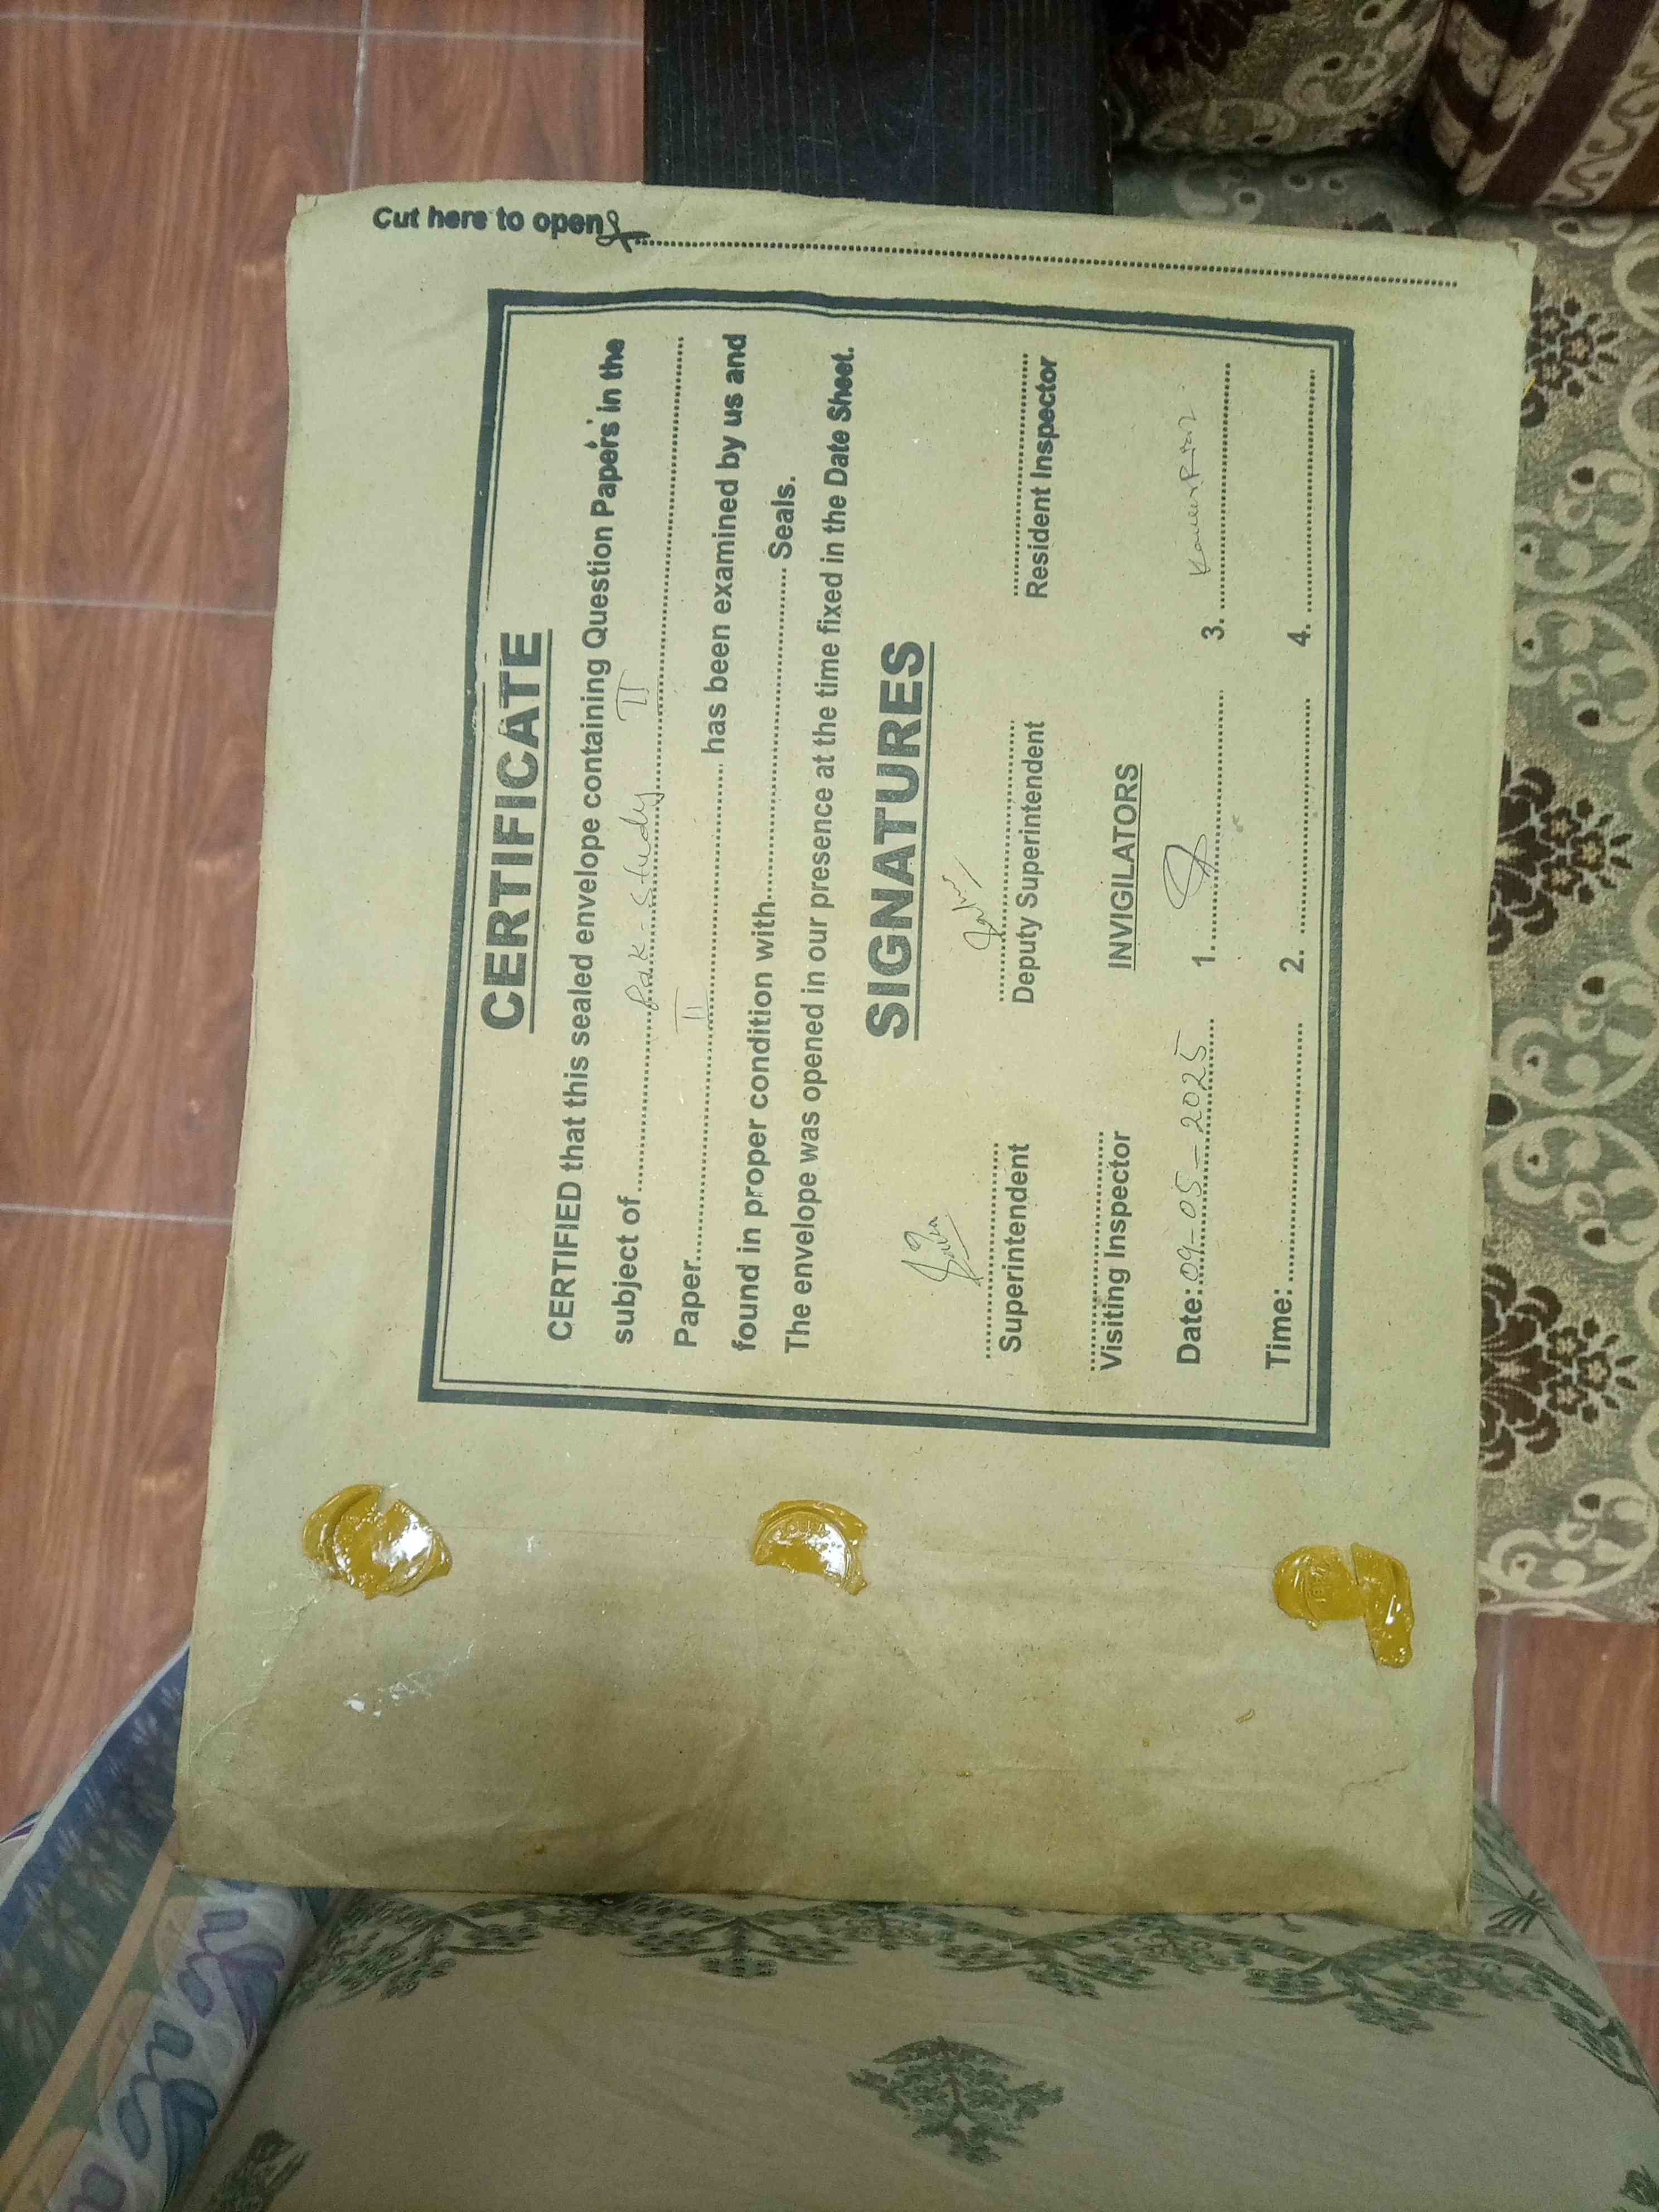 Cut here to open
CERTIFICATE
CERTIFIED that this sealed envelope containing Question Papers in the
subject of.......... Pak-Study II ..........
Paper.......... II .......... has been examined by us and
found in proper condition with.................... Seals.
The envelope was opened in our presence at the time fixed in the Date Sheet.
SIGNATURES
Superintendent Deputy Superintendent Resident Inspector
Visiting Inspector INVIGILATORS
Date: 09-05-2025 1. .......... 3. ..........
Time: .......... 2. .......... 4. ..........